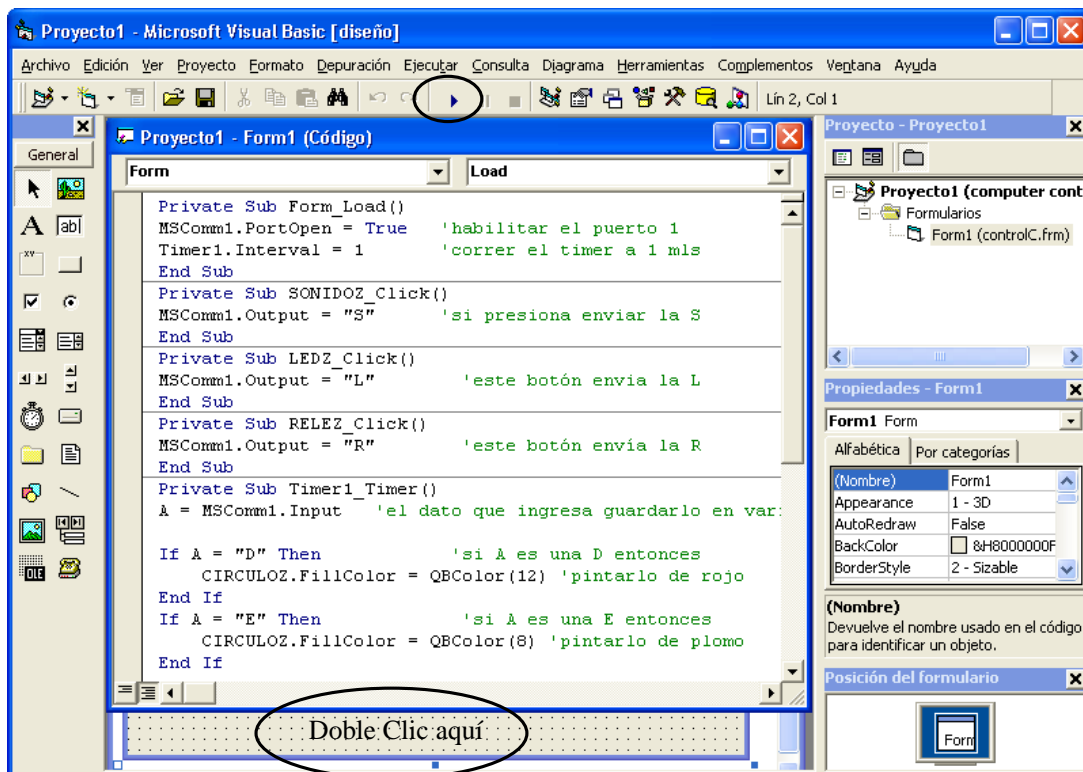 Proyecto1 - Microsoft Visual Basic [diseño]
Archivo Edición Ver Proyecto Formato Depuración Ejecutar Consulta Diagrama Herramientas Complementos Ventana Ayuda
Lín 2, Col 1
General
A
ab
XY
OLE
Proyecto1 - Form1 (Código)
Form
Load
Private Sub Form_Load()
MSComm1.PortOpen = True 'habilitar el puerto 1
Timer1.Interval = 1 'correr el timer a 1 mls
End Sub
Private Sub SONIDOZ_Click()
MSComm1.Output = "S" 'si presiona enviar la S
End Sub
Private Sub LEDZ_Click()
MSComm1.Output = "L" 'este botón envia la L
End Sub
Private Sub RELEZ_Click()
MSComm1.Output = "R" 'este botón envía la R
End Sub
Private Sub Timer1_Timer()
A = MSComm1.Input 'el dato que ingresa guardarlo en var
If A = "D" Then 'si A es una D entonces
CIRCULOZ.FillColor = QBColor(12) 'pintarlo de rojo
End If
If A = "E" Then 'si A es una E entonces
CIRCULOZ.FillColor = QBColor(8) 'pintarlo de plomo
End If
Doble Clic aquí
Proyecto - Proyecto1
Proyecto1 (computer cont
Formularios
Form1 (controlC.frm)
Propiedades - Form1
Form1 Form
Alfabética Por categorías
(Nombre) Form1
Appearance 1 - 3D
AutoRedraw False
BackColor &H8000000F
BorderStyle 2 - Sizable
(Nombre)
Devuelve el nombre usado en el código
para identificar un objeto.
Posición del formulario
Form